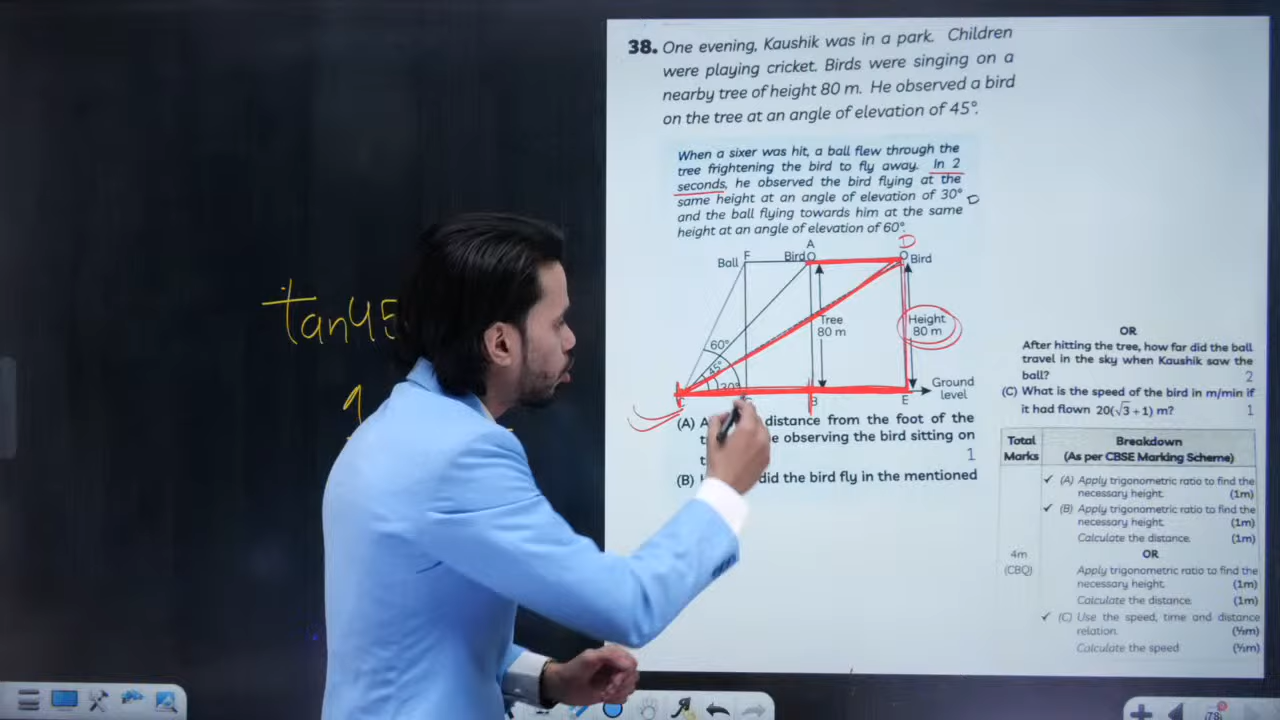 38. One evening, Kaushik was in a park. Children
were playing cricket. Birds were singing on a
nearby tree of height 80 m. He observed a bird
on the tree at an angle of elevation of 45°.
When a sixer was hit, a ball flew through the
tree frightening the bird to fly away. In 2
seconds, he observed the bird flying at the
same height at an angle of elevation of 30°
and the ball flying towards him at the same
height at an angle of elevation of 60°.
D
A
D
Ball F
Bird
Bird
Tree
80 m
Height
80 m
60°
45°
30°
B
E
Ground
level
tan45
1
(A) distance from the foot of the
observing the bird sitting on
1
(B) did the bird fly in the mentioned
OR
After hitting the tree, how far did the ball
travel in the sky when Kaushik saw the
ball? 2
(C) What is the speed of the bird in m/min if
it had flown 20(√3 + 1) m? 1
Total
Marks
Breakdown
(As per CBSE Marking Scheme)
4m
(CBQ)
✓ (A) Apply trigonometric ratio to find the
necessary height. (1m)
✓ (B) Apply trigonometric ratio to find the
necessary height. (1m)
Calculate the distance. (1m)
OR
Apply trigonometric ratio to find the
necessary height. (1m)
Calculate the distance. (1m)
✓ (C) Use the speed, time and distance
relation. (½m)
Calculate the speed (½m)